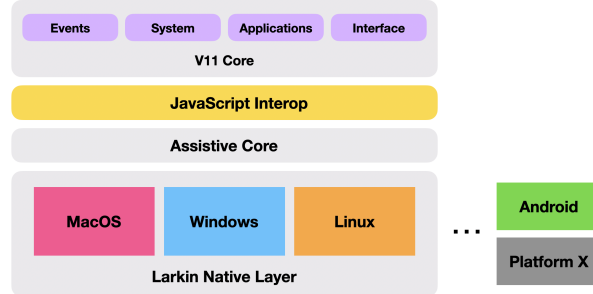 Events System Applications Interface
V11 Core
JavaScript Interop
Assistive Core
MacOS Windows Linux
Larkin Native Layer
...
Android
Platform X